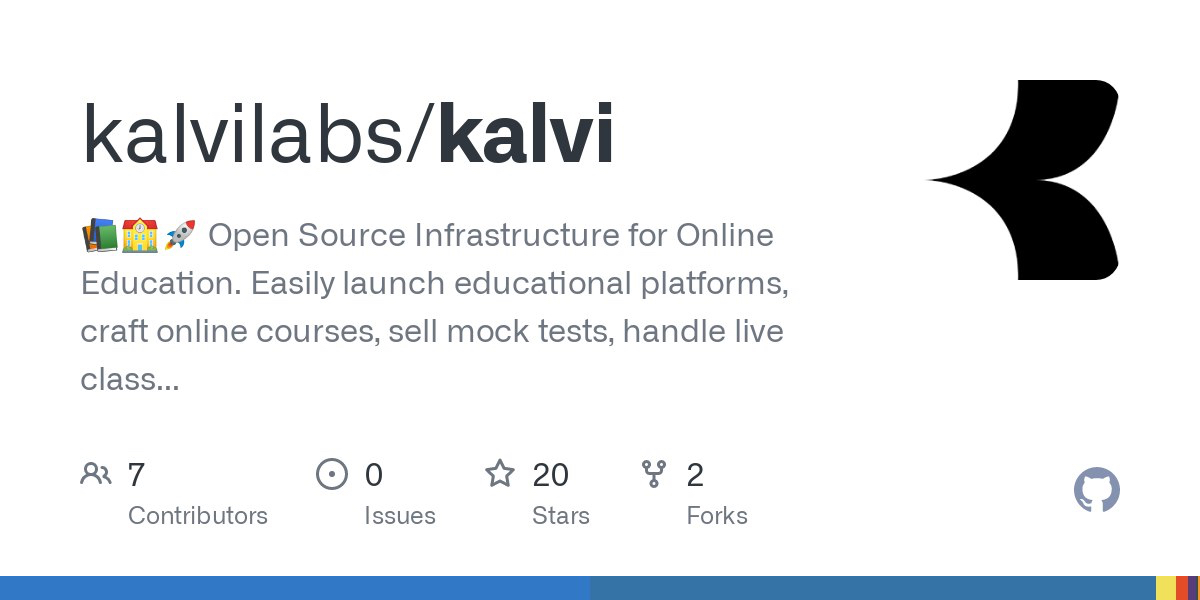 kalvilabs/kalvi
📚🏫🚀 Open Source Infrastructure for Online
Education. Easily launch educational platforms,
craft online courses, sell mock tests, handle live
class...
7 0 20 2
Contributors Issues Stars Forks